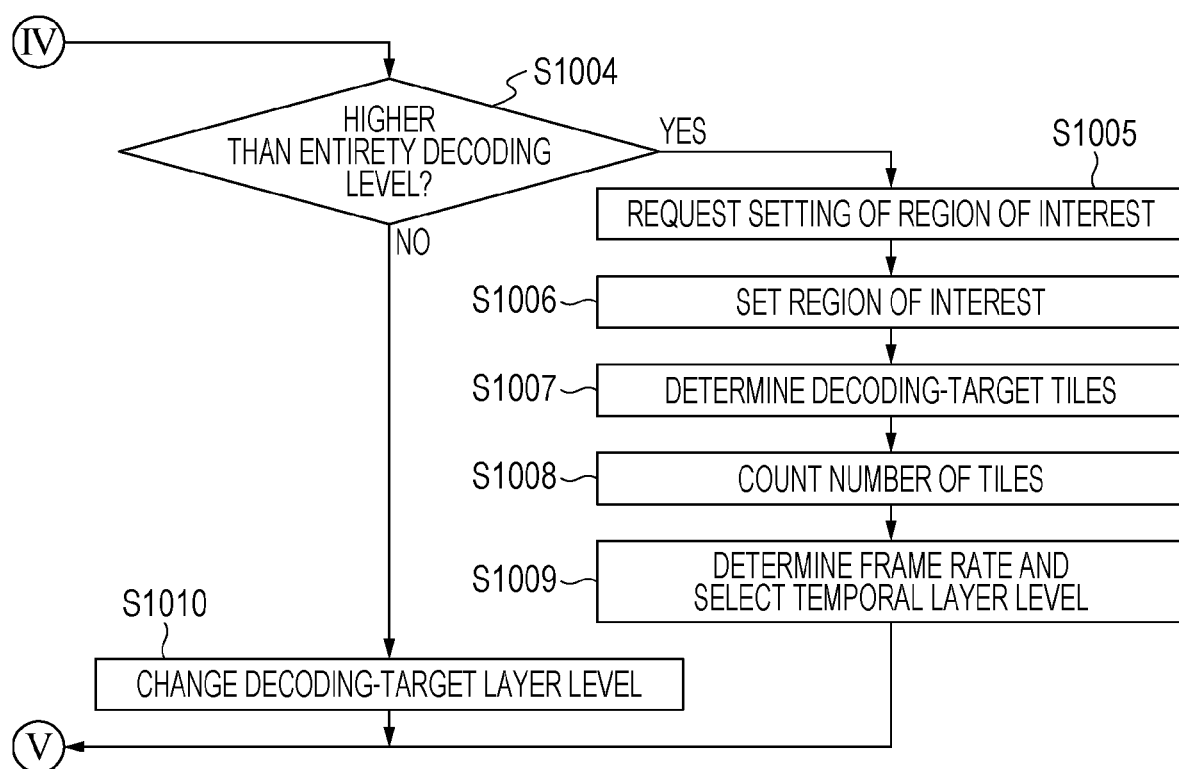 IV
S1004
HIGHER
THAN ENTIRETY DECODING
LEVEL?
YES
NO
S1005
REQUEST SETTING OF REGION OF INTEREST
S1006
SET REGION OF INTEREST
S1007
DETERMINE DECODING-TARGET TILES
S1008
COUNT NUMBER OF TILES
S1009
DETERMINE FRAME RATE AND
SELECT TEMPORAL LAYER LEVEL
S1010
CHANGE DECODING-TARGET LAYER LEVEL
V